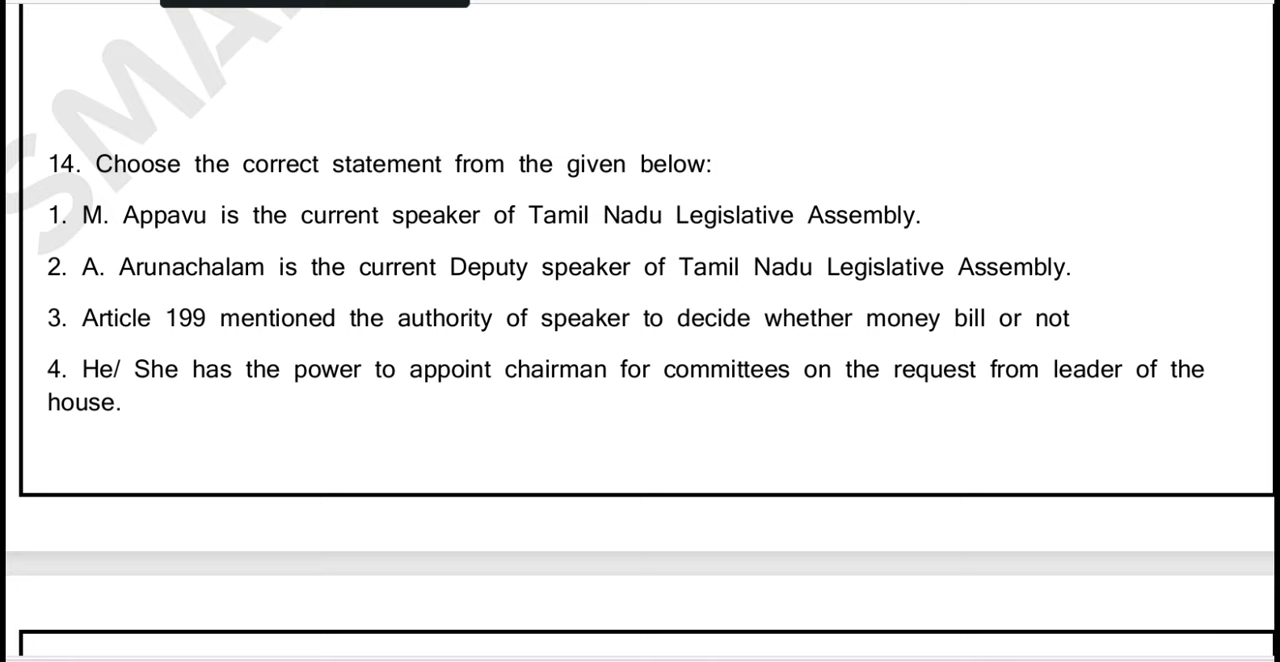 SMA
14. Choose the correct statement from the given below:
1. M. Appavu is the current speaker of Tamil Nadu Legislative Assembly.
2. A. Arunachalam is the current Deputy speaker of Tamil Nadu Legislative Assembly.
3. Article 199 mentioned the authority of speaker to decide whether money bill or not
4. He/ She has the power to appoint chairman for committees on the request from leader of the
house.